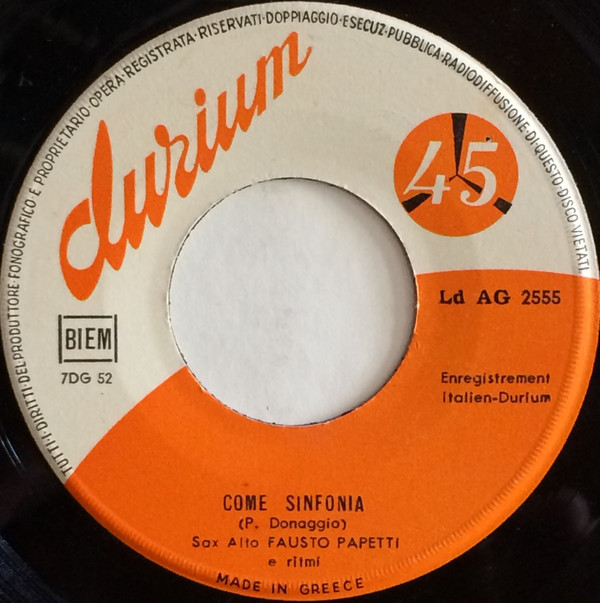 TUTTI·I·DIRITTI·DEL·PRODUTTORE·FONOGRAFICO·E PROPRIETARIO·OPERA·REGISTRATA·RISERVATI·DOPPIAGGIO·ESECUZ·PUBBLICA·RADIODIFFUSIONE·DI·QUESTO·DISCO VIETATI
durium
45
Ld AG 2555
BIEM
7DG 52
Enregistrement
Italien-Durium
COME SINFONIA
(P. Donaggio)
Sax Alto FAUSTO PAPETTI
e ritmi
MADE IN GREECE